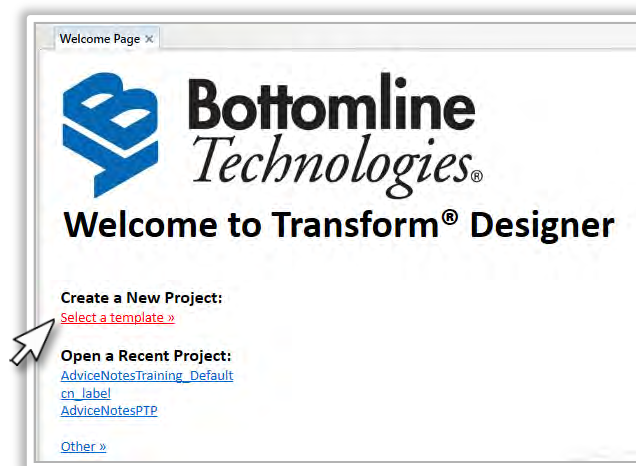 Welcome Page ×
Bottomline
Technologies®
Welcome to Transform® Designer
Create a New Project:
Select a template »
Open a Recent Project:
AdviceNotesTraining_Default
cn_label
AdviceNotesPTP
Other »